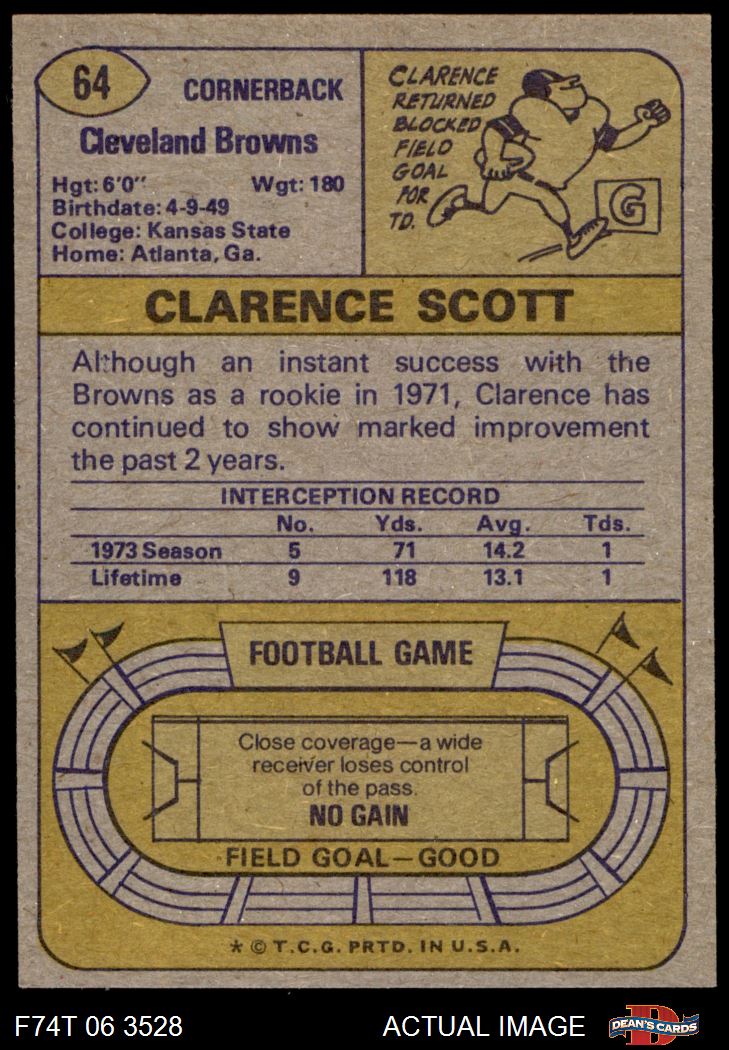 64
CORNERBACK
Cleveland Browns
Hgt: 6'0" Wgt: 180
Birthdate: 4-9-49
College: Kansas State
Home: Atlanta, Ga.
CLARENCE
RETURNED
BLOCKED
FIELD
GOAL
FOR
TD.
G
CLARENCE SCOTT
Although an instant success with the
Browns as a rookie in 1971, Clarence has
continued to show marked improvement
the past 2 years.
INTERCEPTION RECORD
No. Yds. Avg. Tds.
1973 Season 5 71 14.2 1
Lifetime 9 118 13.1 1
FOOTBALL GAME
Close coverage—a wide
receiver loses control
of the pass.
NO GAIN
FIELD GOAL—GOOD
* © T.C.G. PRTD. IN U.S.A.
F74T 06 3528 ACTUAL IMAGE
D
DEAN'S CARDS